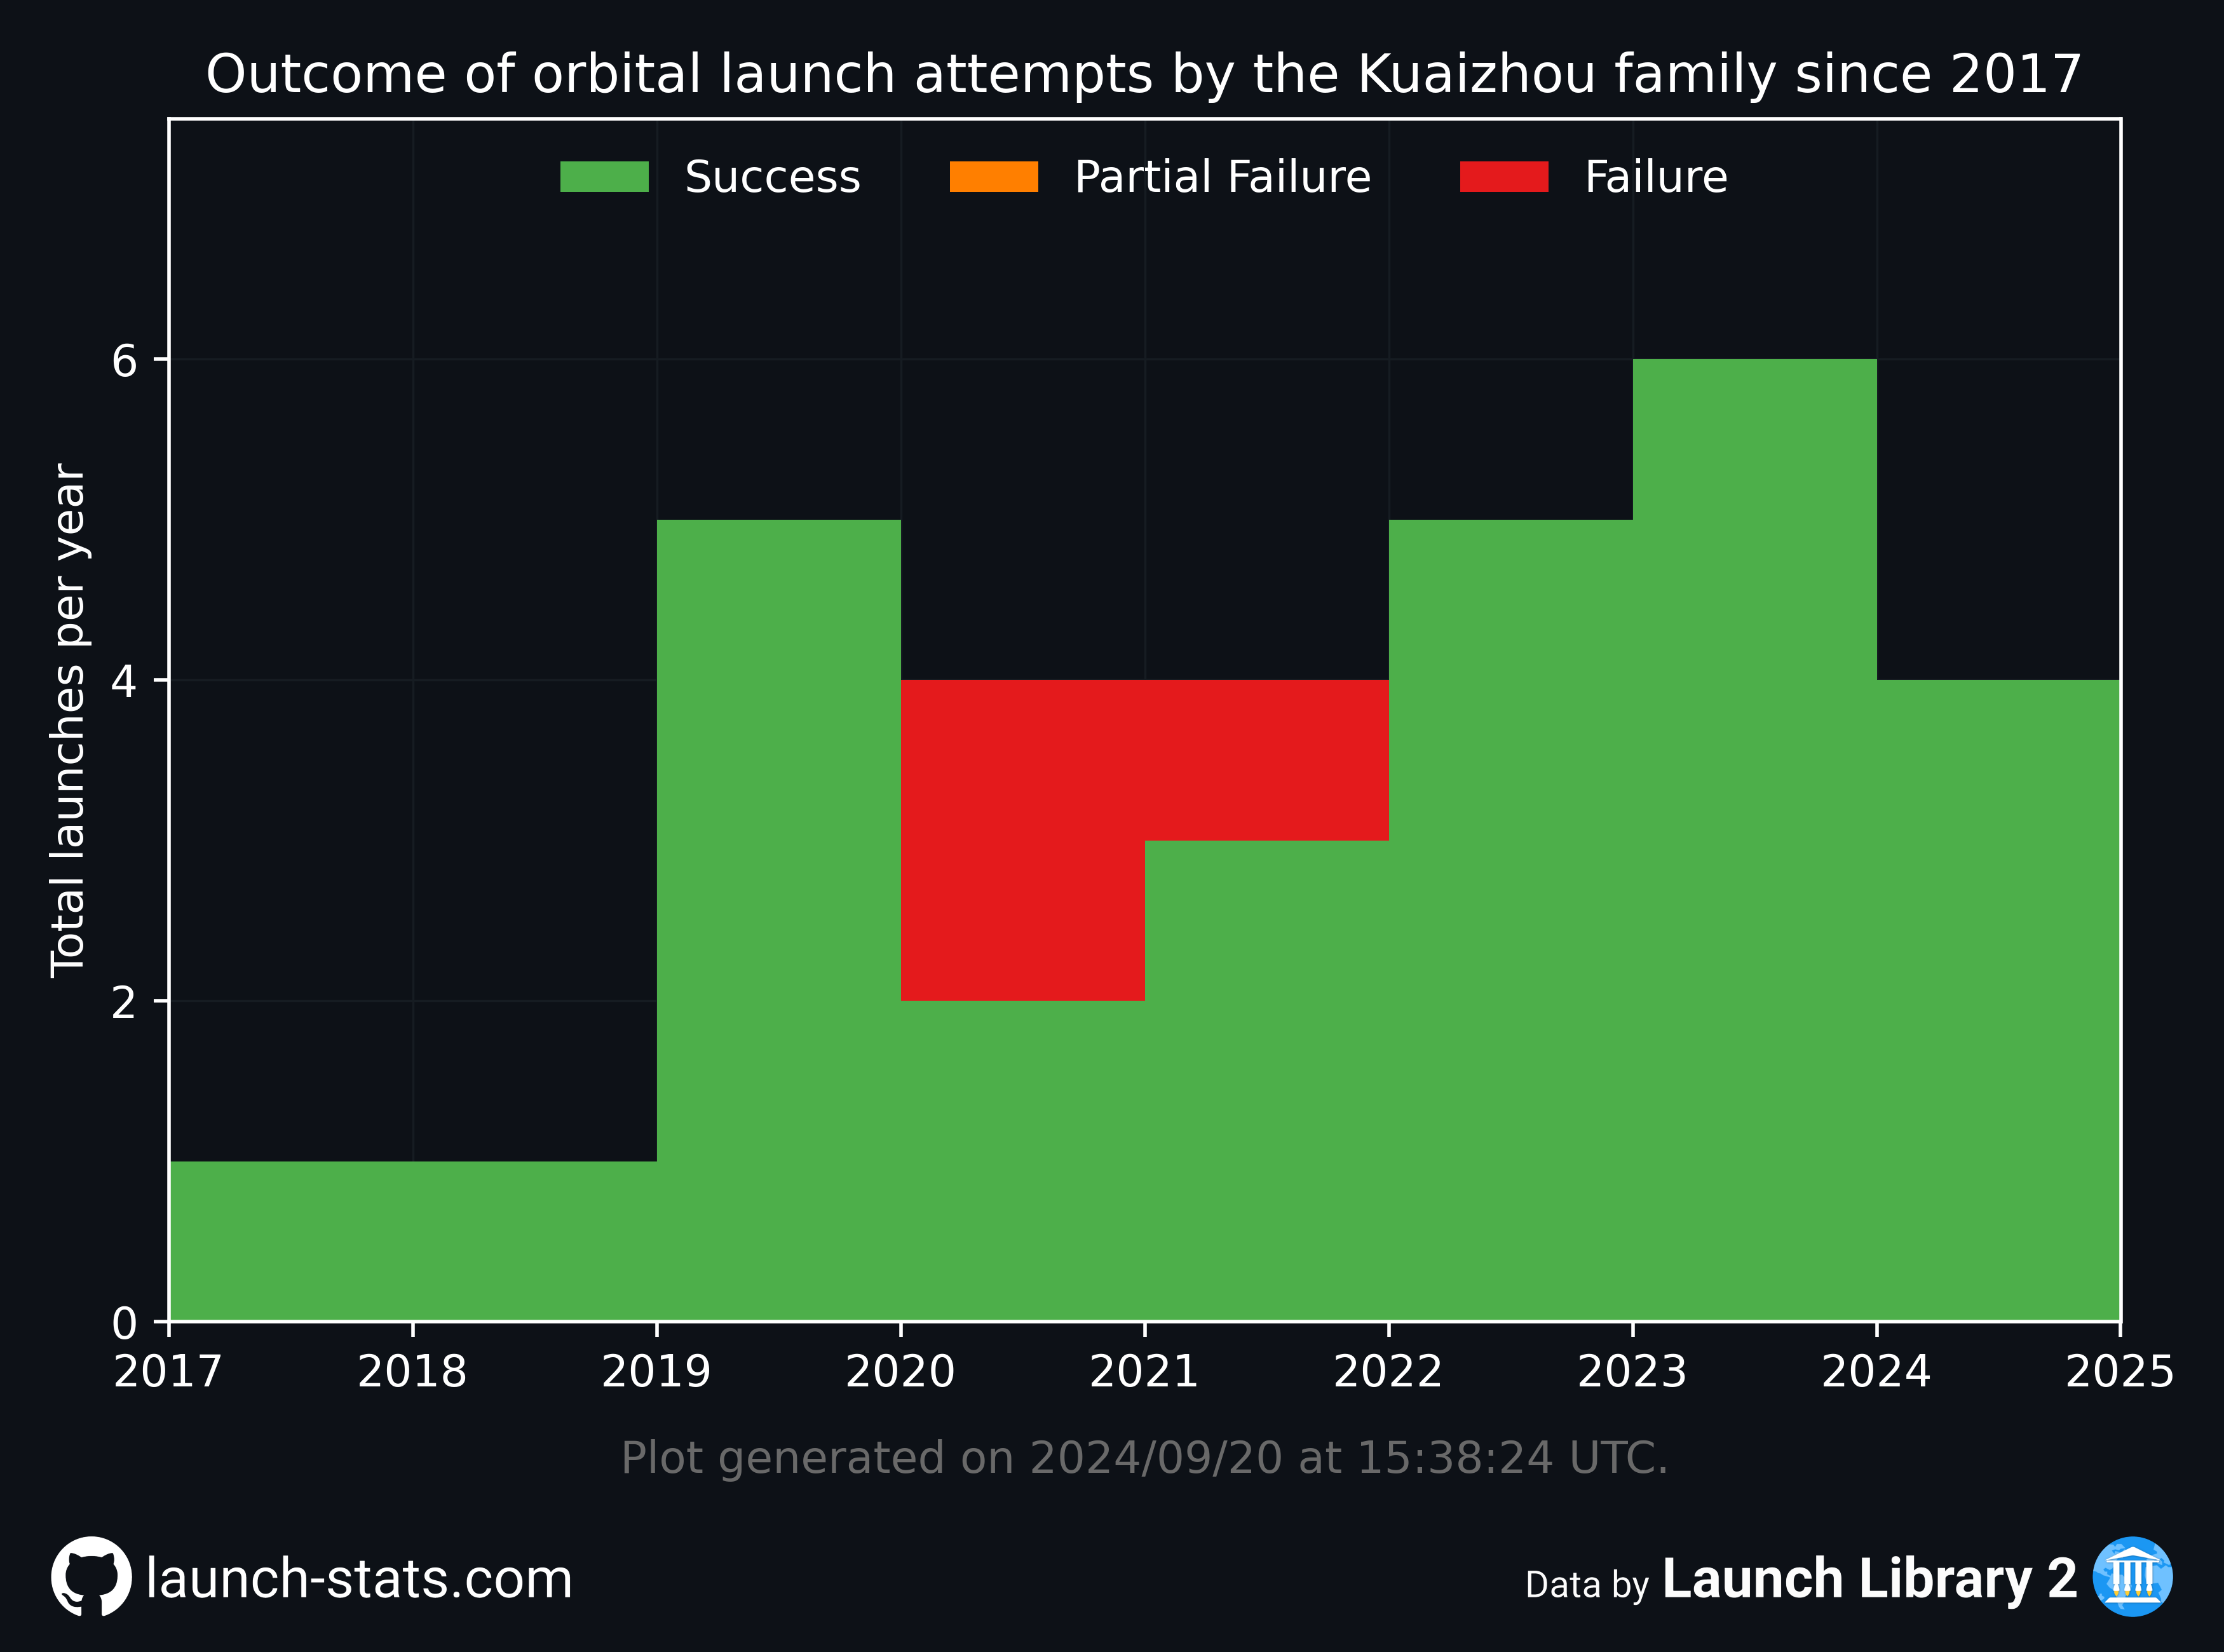 Outcome of orbital launch attempts by the Kuaizhou family since 2017
Success Partial Failure Failure
Total launches per year
6
4
2
0
2017 2018 2019 2020 2021 2022 2023 2024 2025
Plot generated on 2024/09/20 at 15:38:24 UTC.
launch-stats.com
Data by Launch Library 2